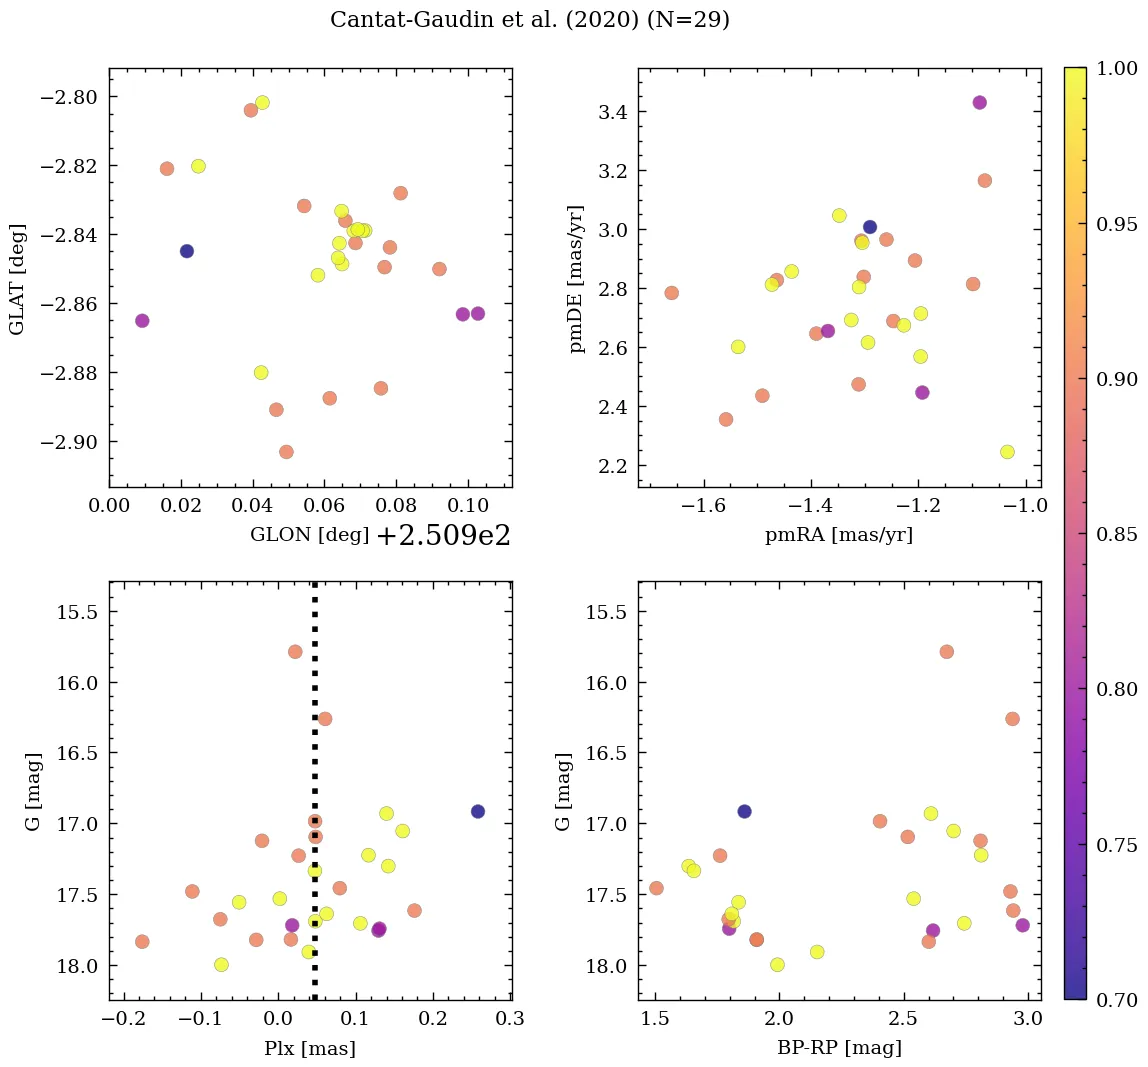 Cantat-Gaudin et al. (2020) (N=29)
−2.80
−2.82
−2.84
−2.86
−2.88
−2.90
GLAT [deg]
0.00 0.02 0.04 0.06 0.08 0.10
GLON [deg] +2.509e2
3.4
3.2
3.0
2.8
2.6
2.4
2.2
pmDE [mas/yr]
−1.6 −1.4 −1.2 −1.0
pmRA [mas/yr]
15.5
16.0
16.5
17.0
17.5
18.0
G [mag]
−0.2 −0.1 0.0 0.1 0.2 0.3
Plx [mas]
15.5
16.0
16.5
17.0
17.5
18.0
G [mag]
1.5 2.0 2.5 3.0
BP-RP [mag]
1.00
0.95
0.90
0.85
0.80
0.75
0.70